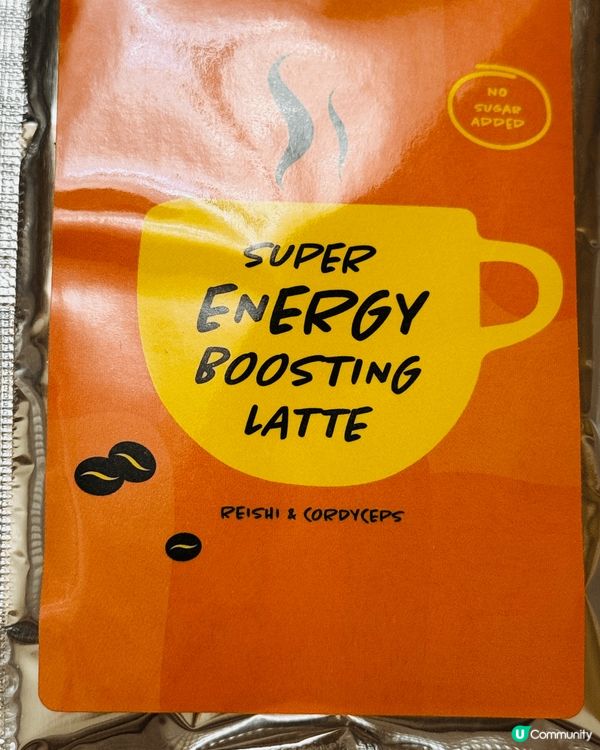 NO
SUGAR
ADDED
SUPER
ENERGY
BOOSTING
LATTE
REISHI & CORDYCEPS
U Community